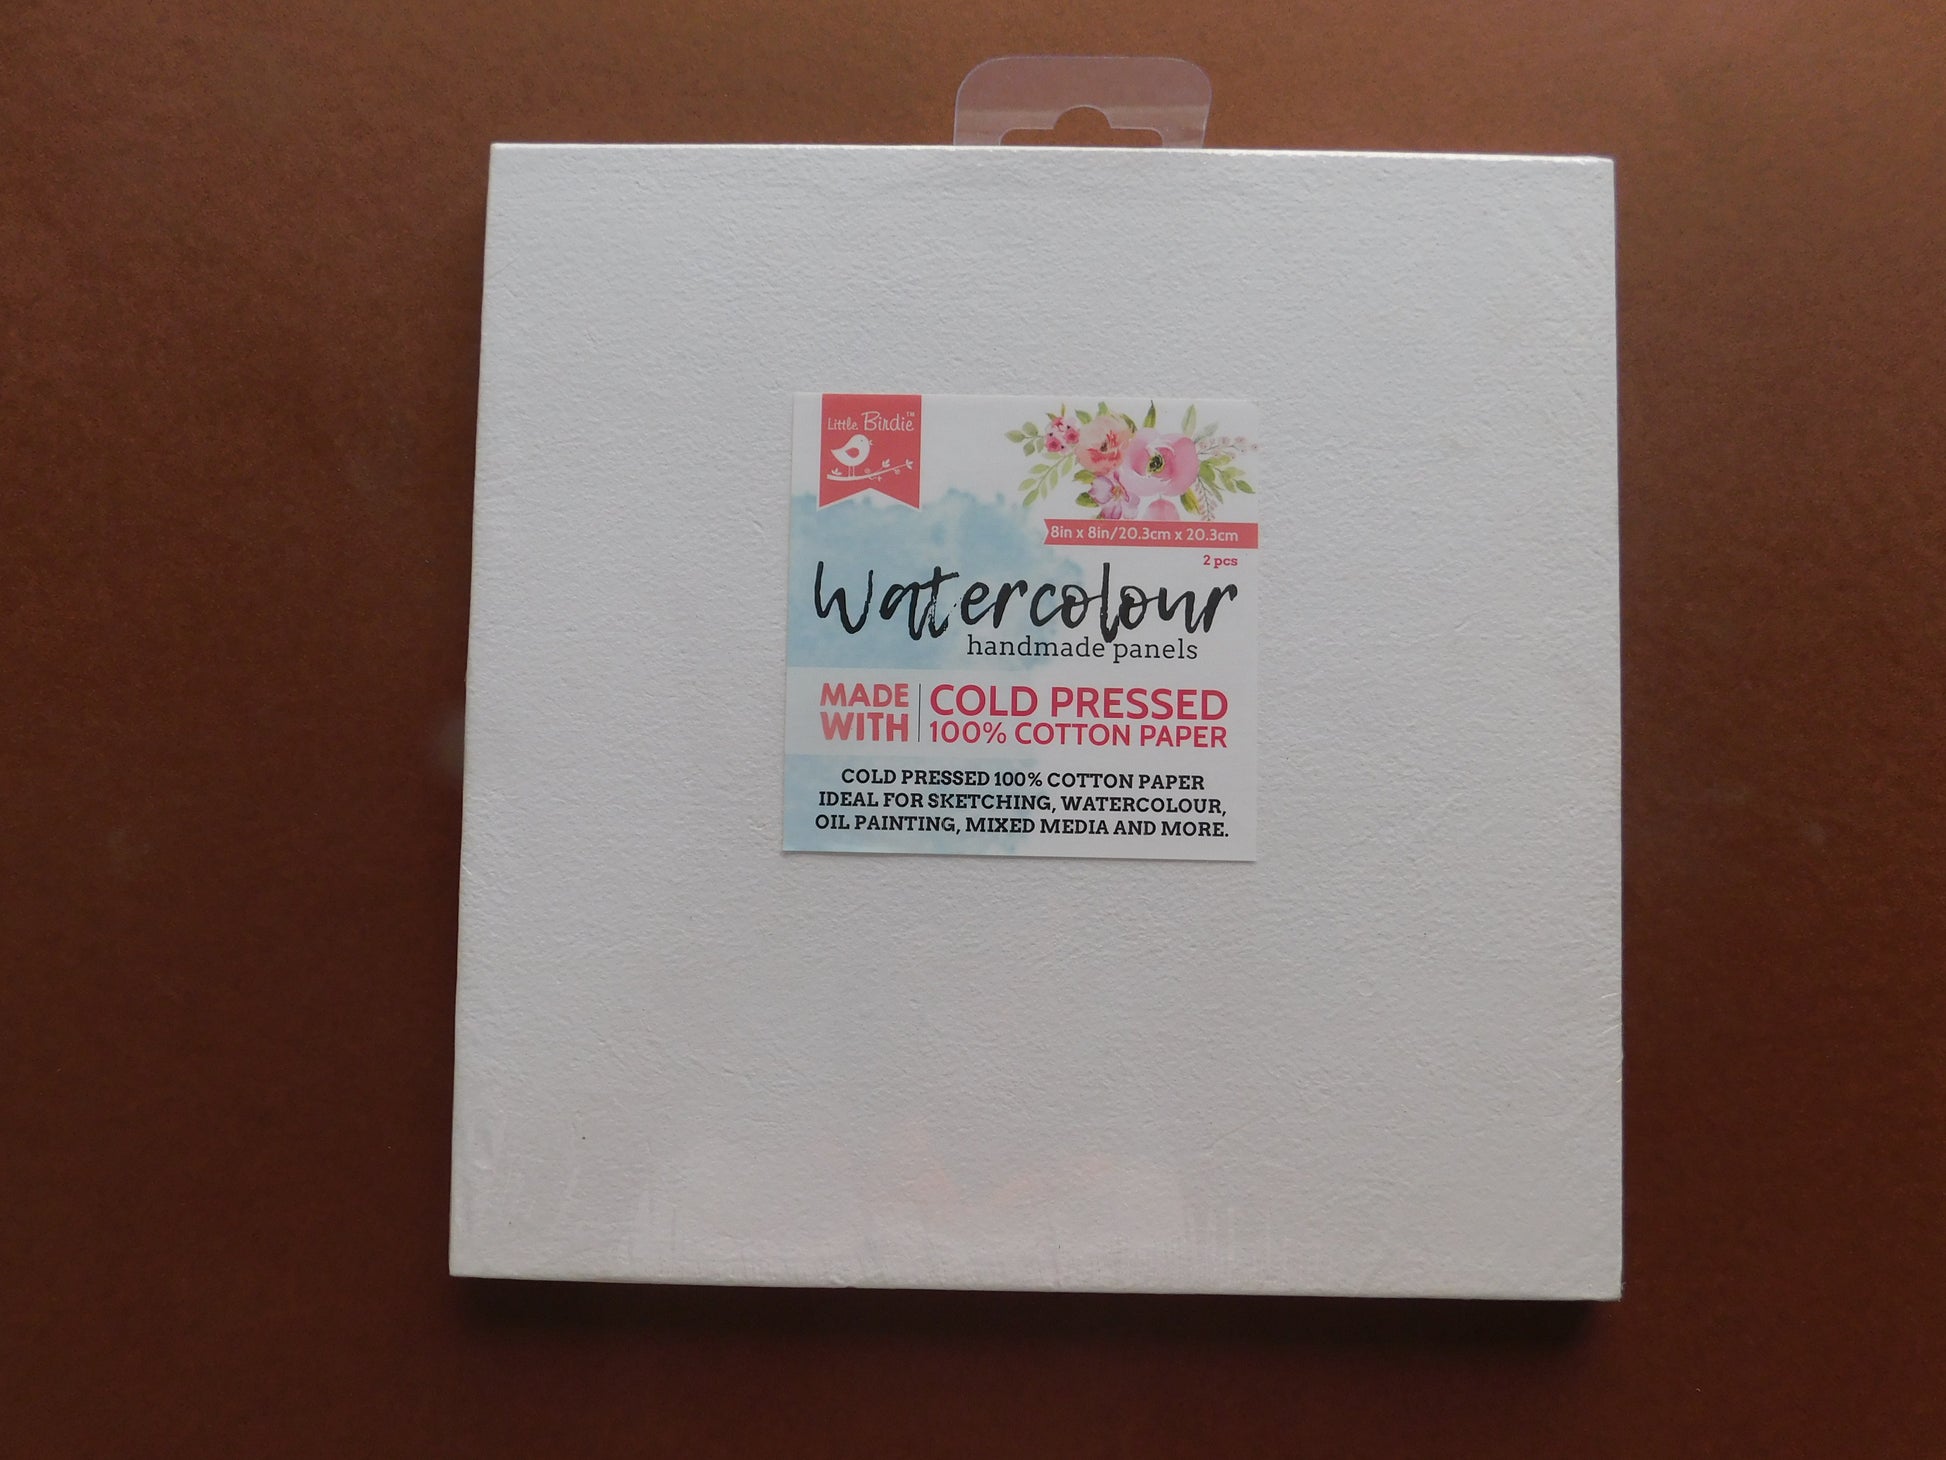 Little Birdie™
8in x 8in/20.3cm x 20.3cm
2 pcs
Watercolour
handmade panels
MADE WITH
COLD PRESSED
100% COTTON PAPER
COLD PRESSED 100% COTTON PAPER
IDEAL FOR SKETCHING, WATERCOLOUR,
OIL PAINTING, MIXED MEDIA AND MORE.